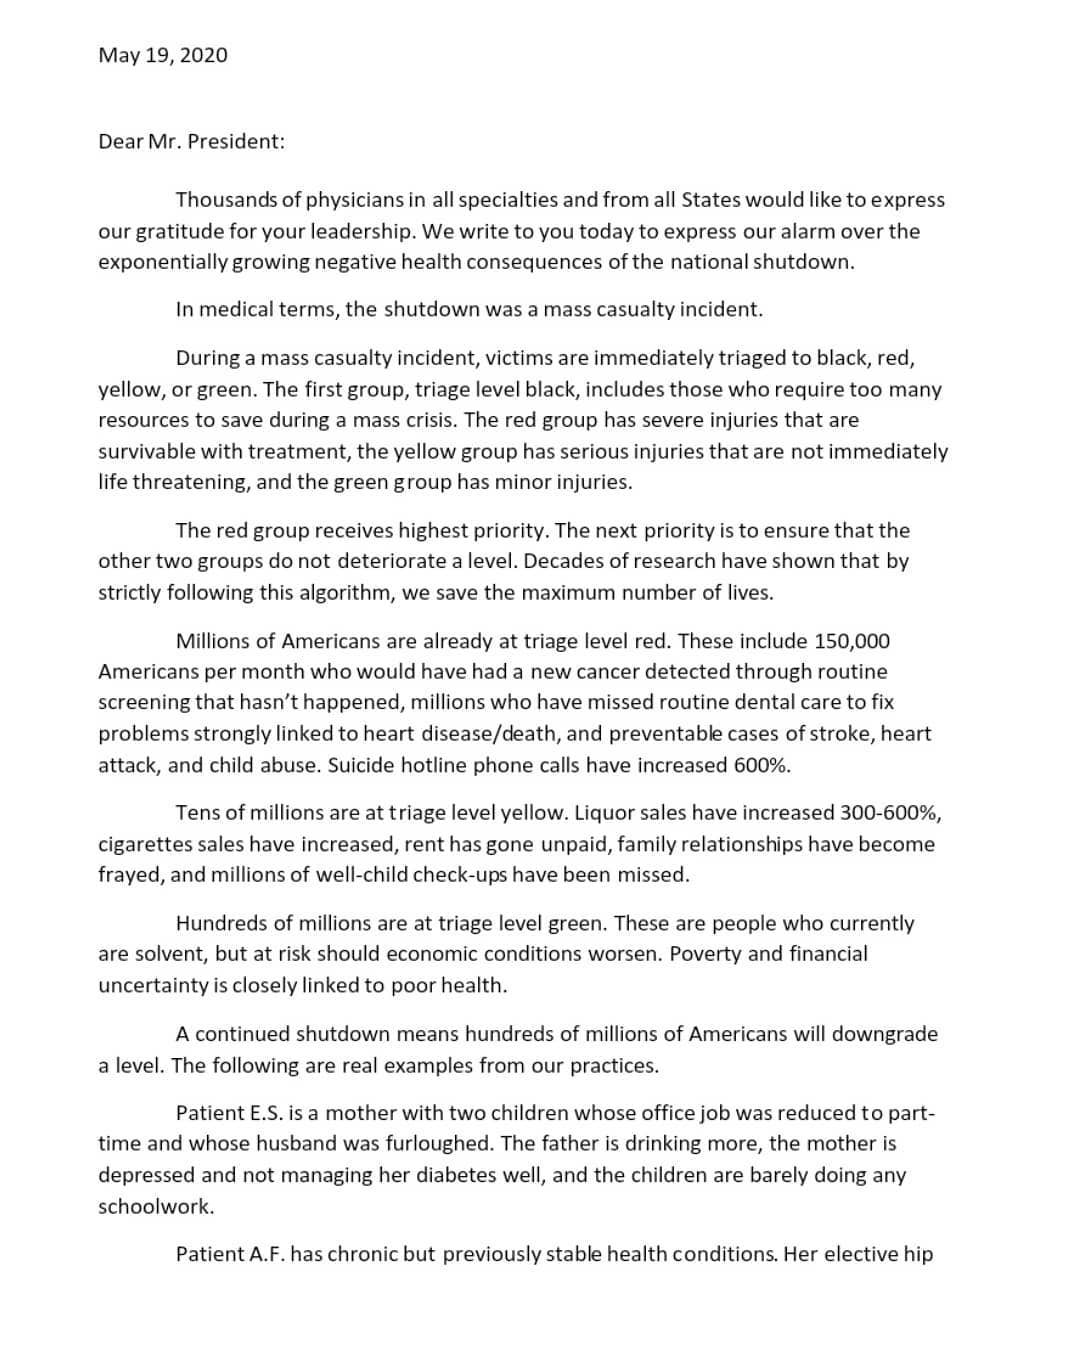 May 19, 2020
Dear Mr. President:
Thousands of physicians in all specialties and from all States would like to express
our gratitude for your leadership. We write to you today to express our alarm over the
exponentially growing negative health consequences of the national shutdown.
In medical terms, the shutdown was a mass casualty incident.
During a mass casualty incident, victims are immediately triaged to black, red,
yellow, or green. The first group, triage level black, includes those who require too many
resources to save during a mass crisis. The red group has severe injuries that are
survivable with treatment, the yellow group has serious injuries that are not immediately
life threatening, and the green group has minor injuries.
The red group receives highest priority. The next priority is to ensure that the
other two groups do not deteriorate a level. Decades of research have shown that by
strictly following this algorithm, we save the maximum number of lives.
Millions of Americans are already at triage level red. These include 150,000
Americans per month who would have had a new cancer detected through routine
screening that hasn’t happened, millions who have missed routine dental care to fix
problems strongly linked to heart disease/death, and preventable cases of stroke, heart
attack, and child abuse. Suicide hotline phone calls have increased 600%.
Tens of millions are at triage level yellow. Liquor sales have increased 300-600%,
cigarettes sales have increased, rent has gone unpaid, family relationships have become
frayed, and millions of well-child check-ups have been missed.
Hundreds of millions are at triage level green. These are people who currently
are solvent, but at risk should economic conditions worsen. Poverty and financial
uncertainty is closely linked to poor health.
A continued shutdown means hundreds of millions of Americans will downgrade
a level. The following are real examples from our practices.
Patient E.S. is a mother with two children whose office job was reduced to part-
time and whose husband was furloughed. The father is drinking more, the mother is
depressed and not managing her diabetes well, and the children are barely doing any
schoolwork.
Patient A.F. has chronic but previously stable health conditions. Her elective hip